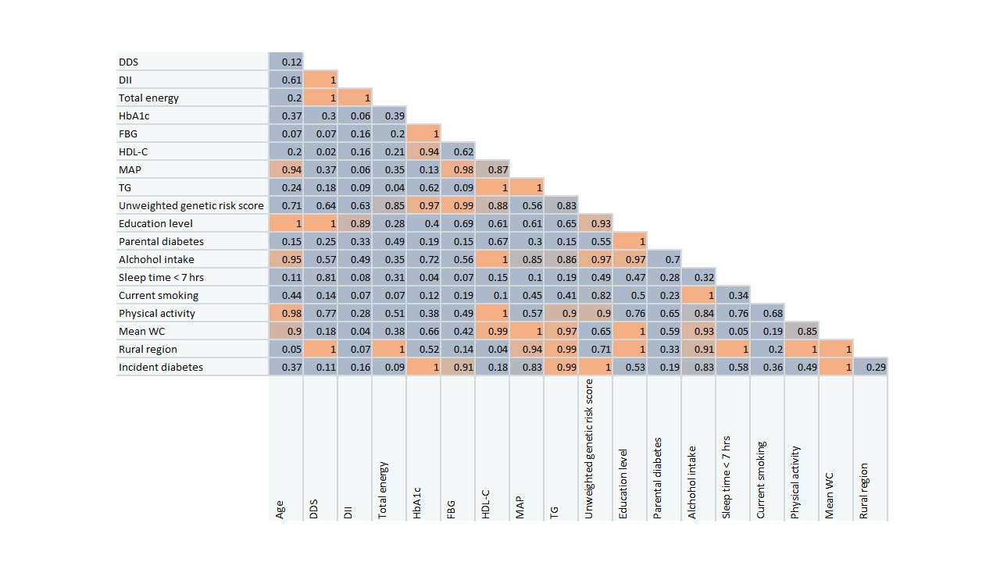 DDS 0.12
DII 0.61 1
Total energy 0.2 1 1
HbA1c 0.37 0.3 0.06 0.39
FBG 0.07 0.07 0.16 0.2 1
HDL-C 0.2 0.02 0.16 0.21 0.94 0.62
MAP 0.94 0.37 0.06 0.35 0.13 0.98 0.87
TG 0.24 0.18 0.09 0.04 0.62 0.09 1 1
Unweighted genetic risk score 0.71 0.64 0.63 0.85 0.97 0.99 0.88 0.56 0.83
Education level 1 1 0.89 0.28 0.4 0.69 0.61 0.61 0.65 0.93
Parental diabetes 0.15 0.25 0.33 0.49 0.19 0.15 0.67 0.3 0.15 0.55 1
Alchohol intake 0.95 0.57 0.49 0.35 0.72 0.56 1 0.85 0.86 0.97 0.97 0.7
Sleep time < 7 hrs 0.11 0.81 0.08 0.31 0.04 0.07 0.15 0.1 0.19 0.49 0.47 0.28 0.32
Current smoking 0.44 0.14 0.07 0.07 0.12 0.19 0.1 0.45 0.41 0.82 0.5 0.23 1 0.34
Physical activity 0.98 0.77 0.28 0.51 0.38 0.49 1 0.57 0.9 0.9 0.76 0.65 0.84 0.76 0.68
Mean WC 0.9 0.18 0.04 0.38 0.66 0.42 0.99 1 0.97 0.65 1 0.59 0.93 0.05 0.19 0.85
Rural region 0.05 1 0.07 1 0.52 0.14 0.04 0.94 0.99 0.71 1 0.33 0.91 1 0.2 1 1
Incident diabetes 0.37 0.11 0.16 0.09 1 0.91 0.18 0.83 0.99 1 0.53 0.19 0.83 0.58 0.36 0.49 1 0.29
Age
DDS
DII
Total energy
HbA1c
FBG
HDL-C
MAP
TG
Unweighted genetic risk score
Education level
Parental diabetes
Alchohol intake
Sleep time < 7 hrs
Current smoking
Physical activity
Mean WC
Rural region